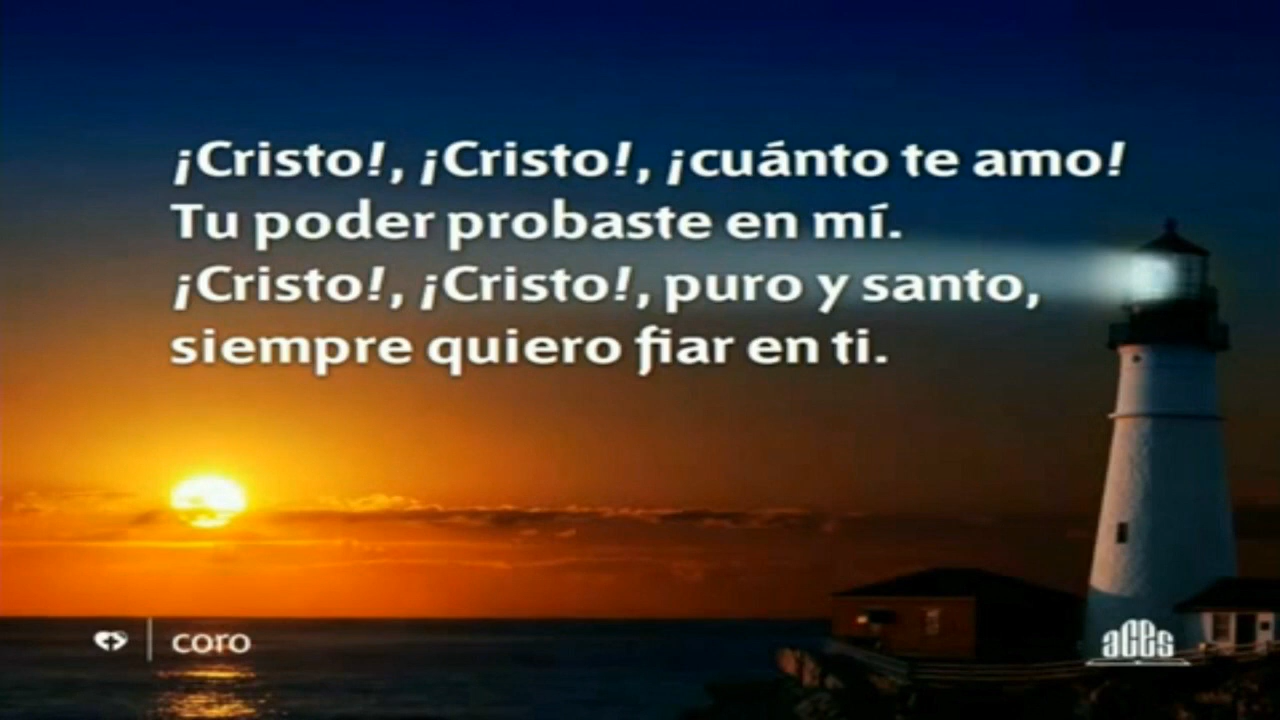 ¡Cristo!, ¡Cristo!, ¡cuánto te amo!
Tu poder probaste en mí.
¡Cristo!, ¡Cristo!, puro y santo,
siempre quiero fiar en ti.
coro
aces